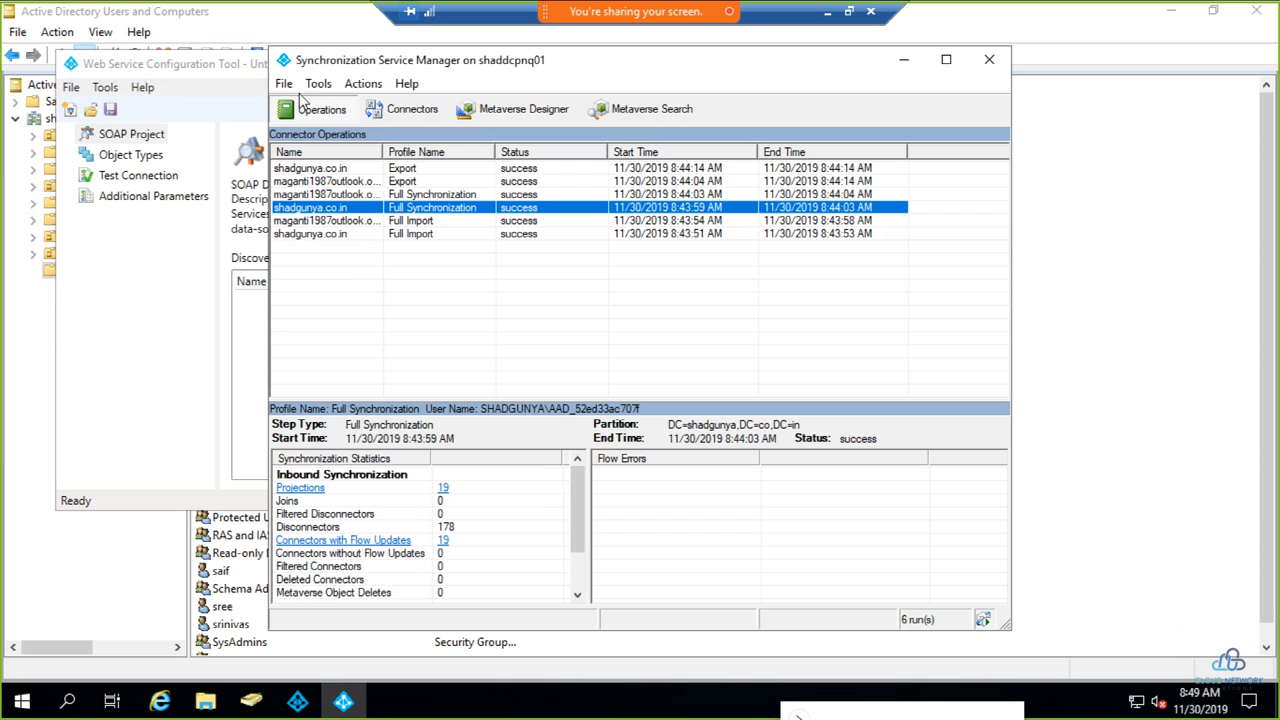 Active Directory Users and Computers
You're sharing your screen.
File Action View Help
Web Service Configuration Tool - Unt
File Tools Help
SOAP Project
Object Types
Test Connection
Additional Parameters
SOAP D
Descrip
Services
data-so
Discove
Name
Ready
Synchronization Service Manager on shaddcpnq01
File Tools Actions Help
Operations Connectors Metaverse Designer Metaverse Search
Connector Operations
Name Profile Name Status Start Time End Time
shadgunya.co.in Export success 11/30/2019 8:44:14 AM 11/30/2019 8:44:14 AM
maganti1987outlook.o... Export success 11/30/2019 8:44:04 AM 11/30/2019 8:44:14 AM
maganti1987outlook.o... Full Synchronization success 11/30/2019 8:44:03 AM 11/30/2019 8:44:04 AM
shadgunya.co.in Full Synchronization success 11/30/2019 8:43:59 AM 11/30/2019 8:44:03 AM
maganti1987outlook.o... Full Import success 11/30/2019 8:43:54 AM 11/30/2019 8:43:58 AM
shadgunya.co.in Full Import success 11/30/2019 8:43:51 AM 11/30/2019 8:43:53 AM
Profile Name: Full Synchronization User Name: SHADGUNYA\AAD_52ed33ac707f
Step Type: Full Synchronization
Start Time: 11/30/2019 8:43:59 AM
Partition: DC=shadgunya,DC=co,DC=in
End Time: 11/30/2019 8:44:03 AM Status: success
Synchronization Statistics
Flow Errors
Inbound Synchronization
Projections 19
Joins 0
Filtered Disconnectors 0
Disconnectors 178
Connectors with Flow Updates 19
Connectors without Flow Updates 0
Filtered Connectors 0
Deleted Connectors 0
Metaverse Object Deletes 0
6 run(s)
Active
Sa
sh
Protected U
RAS and IA
Read-only D
saif
Schema Ad
sree
srinivas
SysAdmins Security Group...
CLOUD NETWORK
8:49 AM
11/30/2019